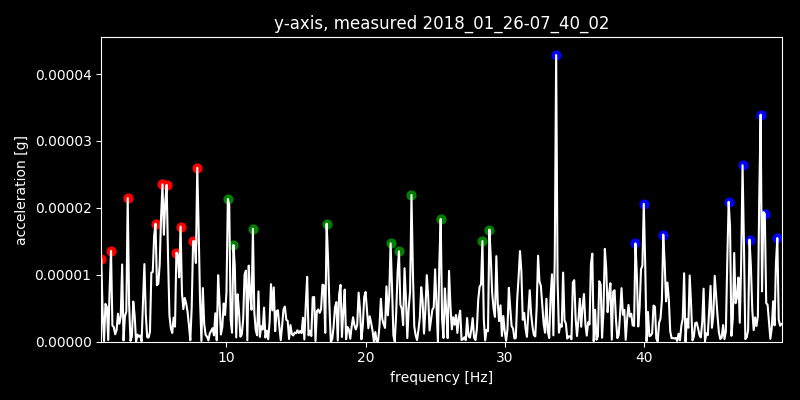 y-axis, measured 2018_01_26-07_40_02
0.00004
0.00003
0.00002
0.00001
0.00000
acceleration [g]
10 20 30 40
frequency [Hz]